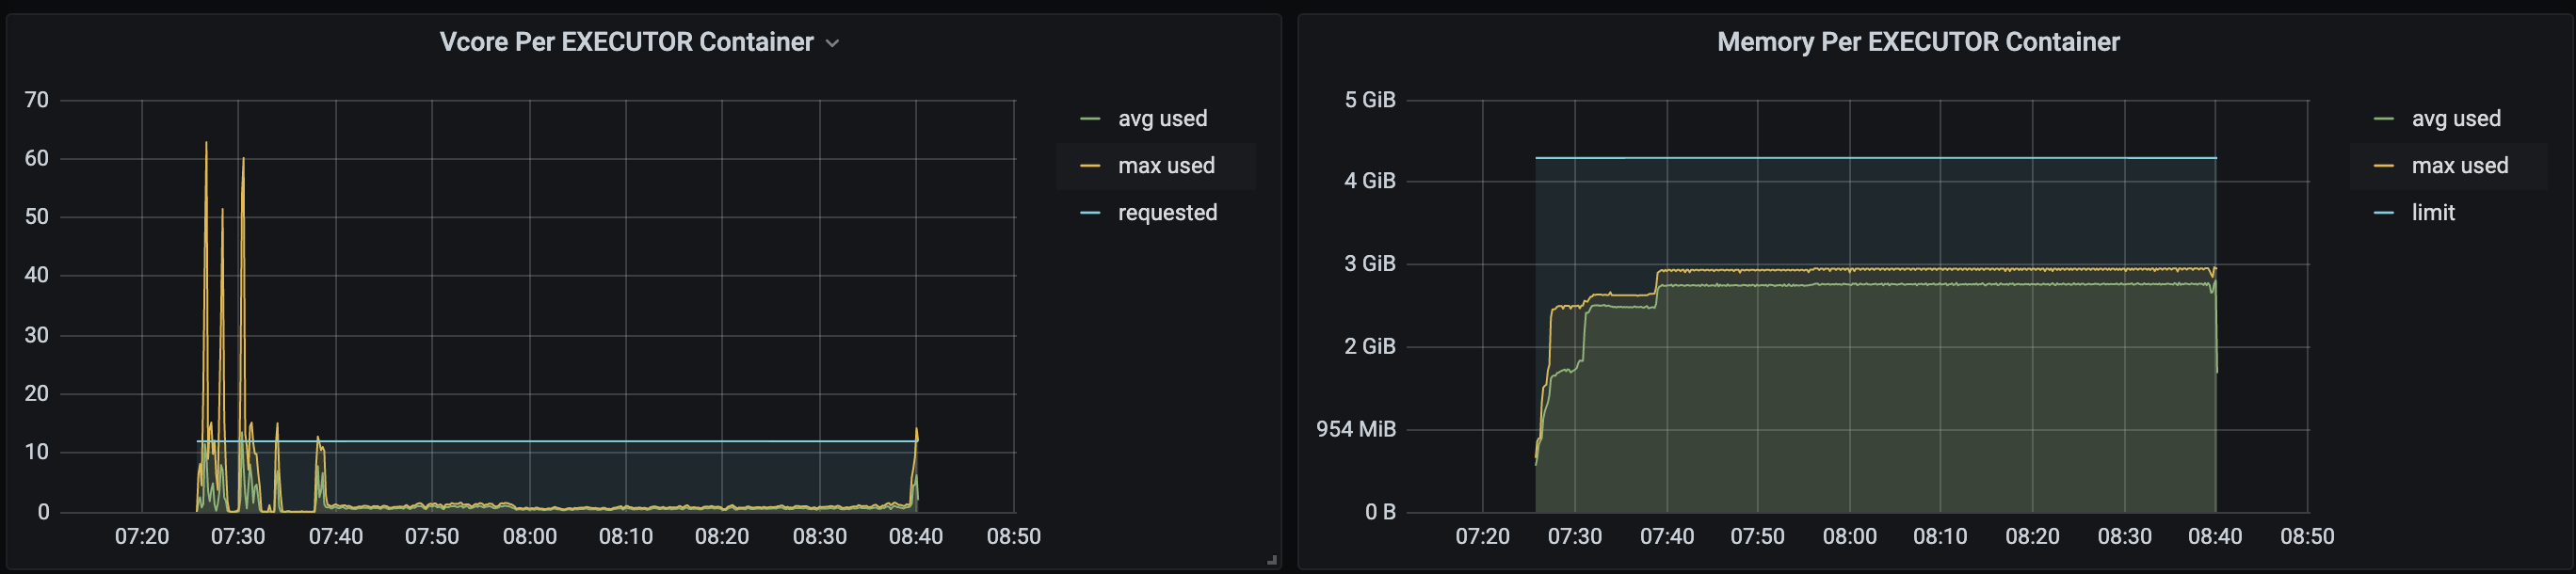 Vcore Per EXECUTOR Container
70
60
50
40
30
20
10
0
07:20 07:30 07:40 07:50 08:00 08:10 08:20 08:30 08:40 08:50
avg used
max used
requested
Memory Per EXECUTOR Container
5 GiB
4 GiB
3 GiB
2 GiB
954 MiB
0 B
07:20 07:30 07:40 07:50 08:00 08:10 08:20 08:30 08:40 08:50
avg used
max used
limit